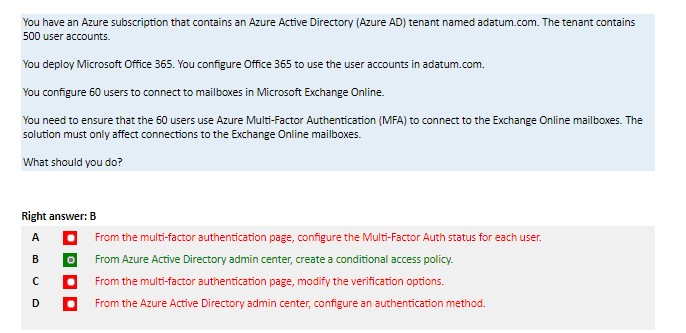 You have an Azure subscription that contains an Azure Active Directory (Azure AD) tenant named adatum.com. The tenant contains
500 user accounts.
You deploy Microsoft Office 365. You configure Office 365 to use the user accounts in adatum.com.
You configure 60 users to connect to mailboxes in Microsoft Exchange Online.
You need to ensure that the 60 users use Azure Multi-Factor Authentication (MFA) to connect to the Exchange Online mailboxes. The
solution must only affect connections to the Exchange Online mailboxes.
What should you do?
Right answer: B
A From the multi-factor authentication page, configure the Multi-Factor Auth status for each user.
B From Azure Active Directory admin center, create a conditional access policy.
C From the multi-factor authentication page, modify the verification options.
D From the Azure Active Directory admin center, configure an authentication method.